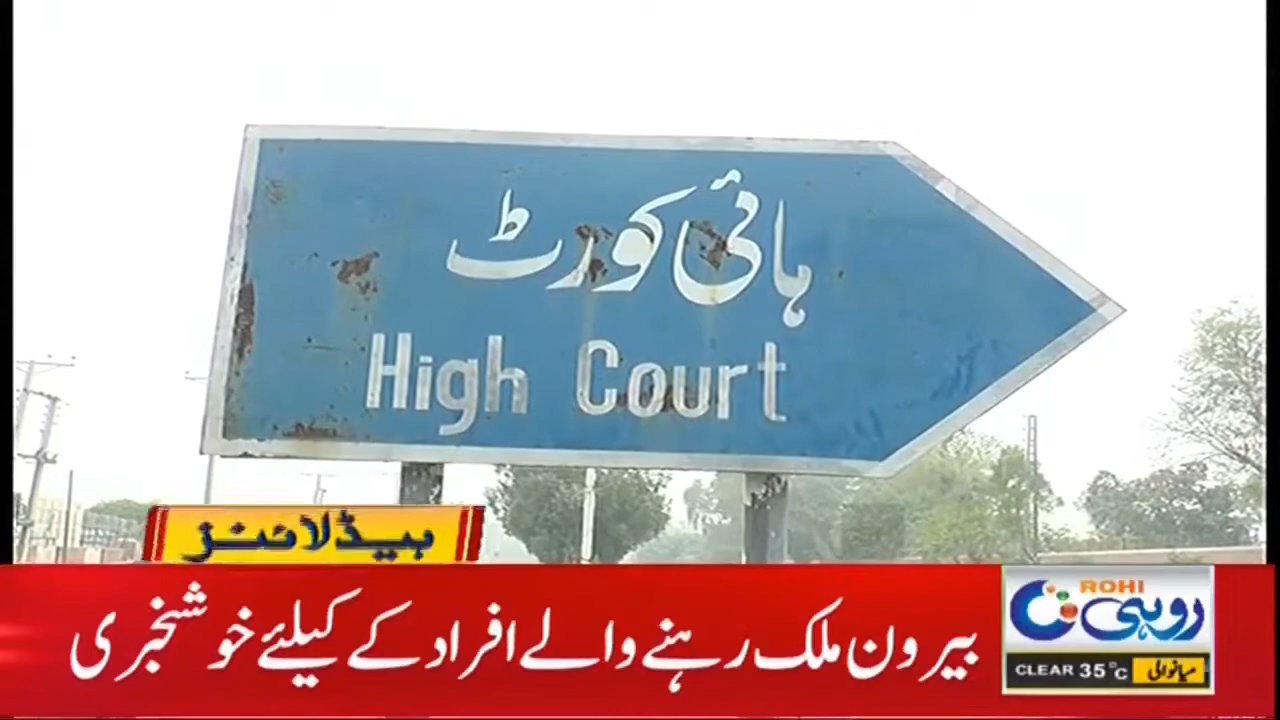 ہائی کورٹ
High Court
ہیڈلائنز
بیرون ملک رہنے والے افراد کے کیلئے خوشخبری
ROHI
روہی
CLEAR 35°C
میانوالی